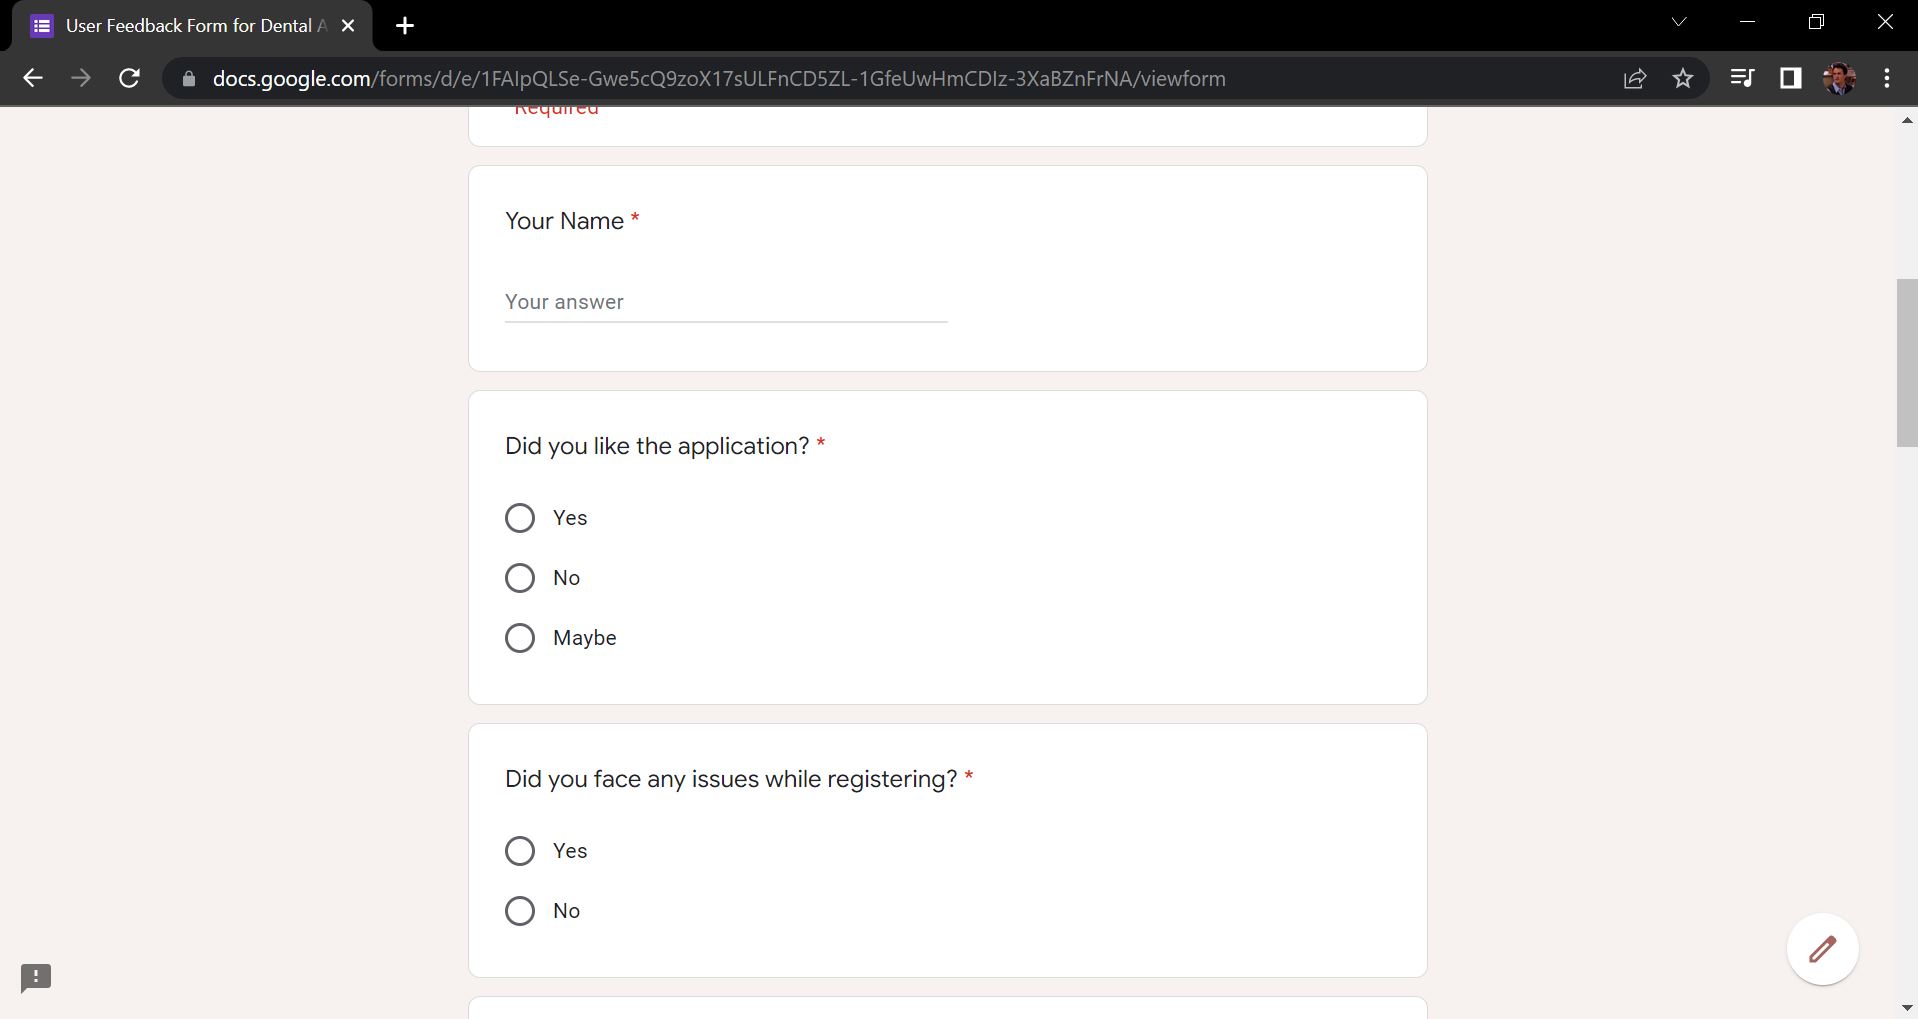 User Feedback Form for Dental A
docs.google.com/forms/d/e/1FAIpQLSe-Gwe5cQ9zoX17sULFnCD5ZL-1GfeUwHmCDIz-3XaBZnFrNA/viewform
Required
Your Name *
Your answer
Did you like the application? *
Yes
No
Maybe
Did you face any issues while registering? *
Yes
No